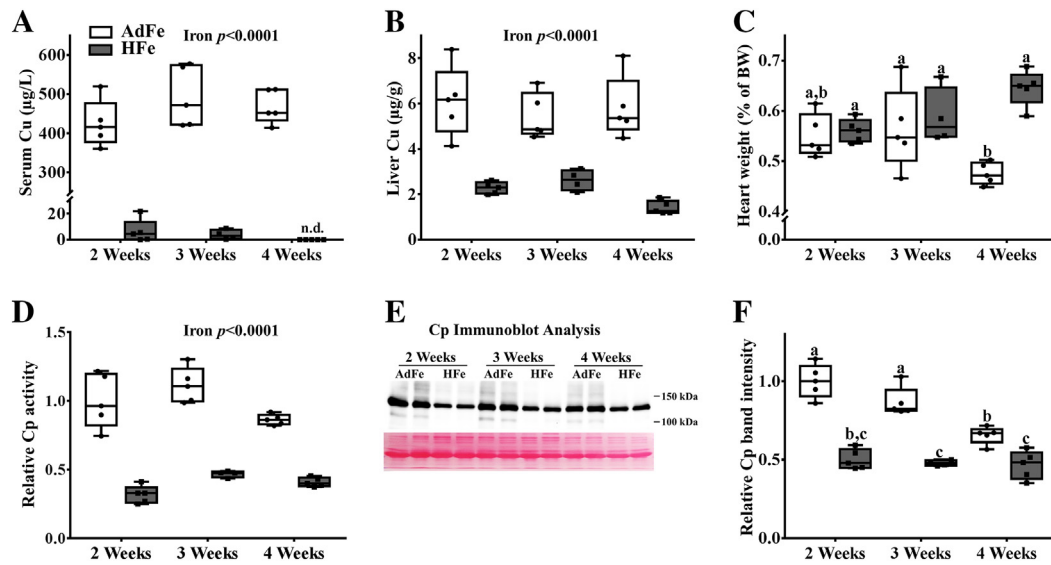 A
AdFe
HFe
Iron p<0.0001
Serum Cu (µg/L)
600
500
400
300
20
0
n.d.
2 Weeks 3 Weeks 4 Weeks
B
Iron p<0.0001
Liver Cu (µg/g)
8
6
4
2
0
2 Weeks 3 Weeks 4 Weeks
C
Heart weight (% of BW)
0.7
0.6
0.5
0.4
0.0
a,b a a a b a
2 Weeks 3 Weeks 4 Weeks
D
Iron p<0.0001
Relative Cp activity
1.5
1.0
0.5
0.0
2 Weeks 3 Weeks 4 Weeks
E
Cp Immunoblot Analysis
2 Weeks 3 Weeks 4 Weeks
AdFe HFe AdFe HFe AdFe HFe
150 kDa
100 kDa
F
Relative Cp band intensity
1.0
0.5
0.0
a b,c a c b c
2 Weeks 3 Weeks 4 Weeks